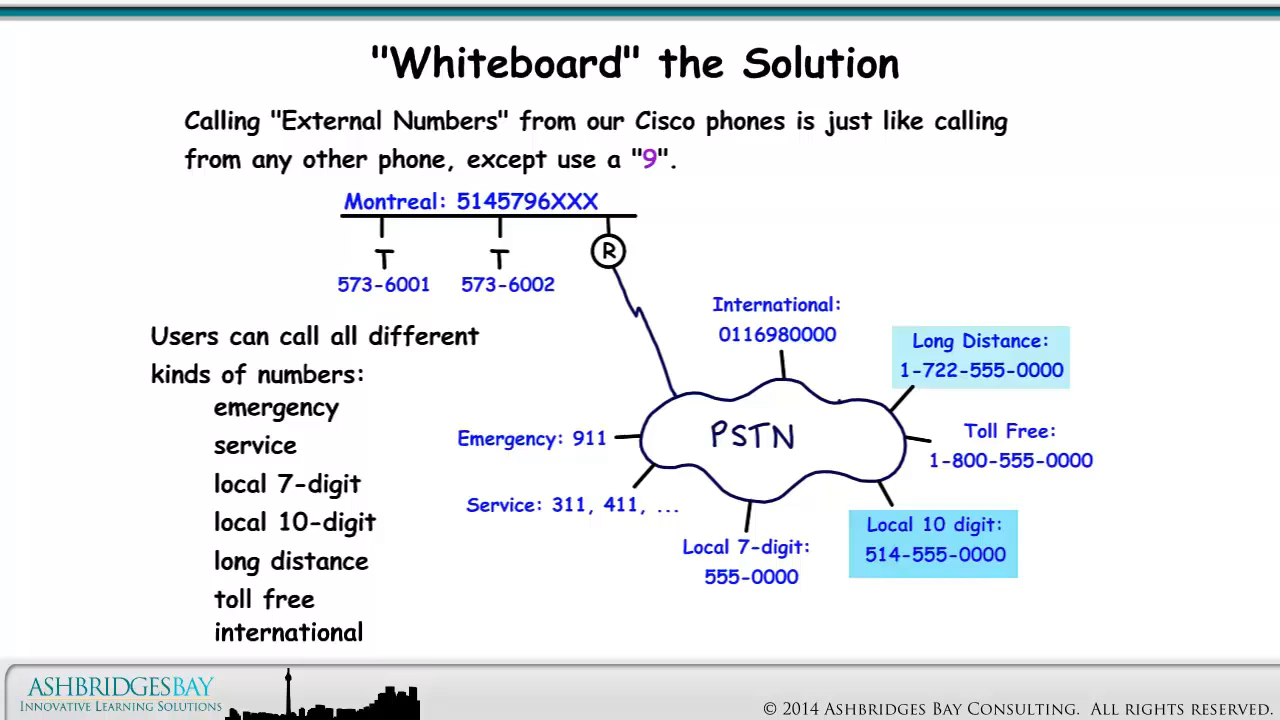 "Whiteboard" the Solution
Calling "External Numbers" from our Cisco phones is just like calling
from any other phone, except use a "9".
Montreal: 5145796XXX
T
T
R
573-6001
573-6002
Users can call all different
kinds of numbers:
emergency
service
local 7-digit
local 10-digit
long distance
toll free
international
International:
0116980000
Long Distance:
1-722-555-0000
Toll Free:
1-800-555-0000
PSTN
Emergency: 911
Service: 311, 411, ...
Local 7-digit:
555-0000
Local 10 digit:
514-555-0000
ASHBRIDGESBAY
INNOVATIVE LEARNING SOLUTIONS
© 2014 ASHBRIDGES BAY CONSULTING. ALL RIGHTS RESERVED.